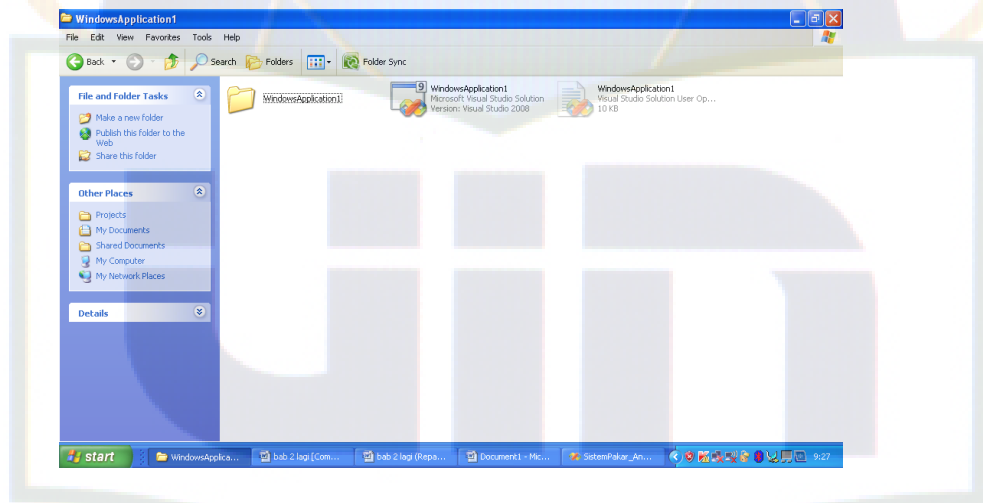 WindowsApplication1
File Edit View Favorites Tools Help
Back Search Folders Folder Sync
File and Folder Tasks
Make a new folder
Publish this folder to the
Web
Share this folder
Other Places
Projects
My Documents
Shared Documents
My Computer
My Network Places
Details
WindowsApplication1
9
WindowsApplication1
Microsoft Visual Studio Solution
Version: Visual Studio 2008
WindowsApplication1
Visual Studio Solution User Op...
10 KB
start WindowsApplica... bab 2 lagi [Com... bab 2 lagi (Repa... Document1 - Mic... SistemPakar_An... 9:27
uin